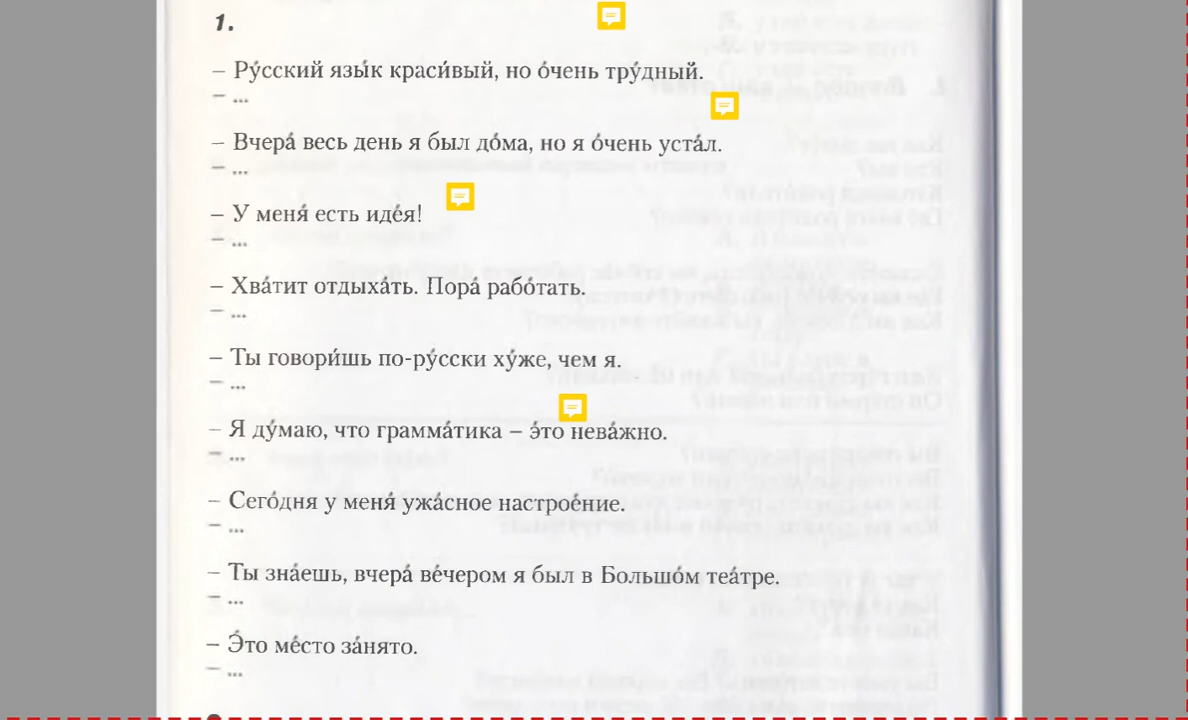 1.
– Ру́сский язы́к краси́вый, но о́чень тру́дный.
– ...
– Вчера́ весь день я был до́ма, но я о́чень уста́л.
– ...
– У меня́ есть иде́я!
– ...
– Хва́тит отдыха́ть. Пора́ рабо́тать.
– ...
– Ты говори́шь по-ру́сски ху́же, чем я.
– ...
– Я ду́маю, что грамма́тика – э́то нева́жно.
– ...
– Сего́дня у меня́ ужа́сное настрое́ние.
– ...
– Ты зна́ешь, вчера́ ве́чером я был в Большо́м теа́тре.
– ...
– Э́то ме́сто за́нято.
– ...